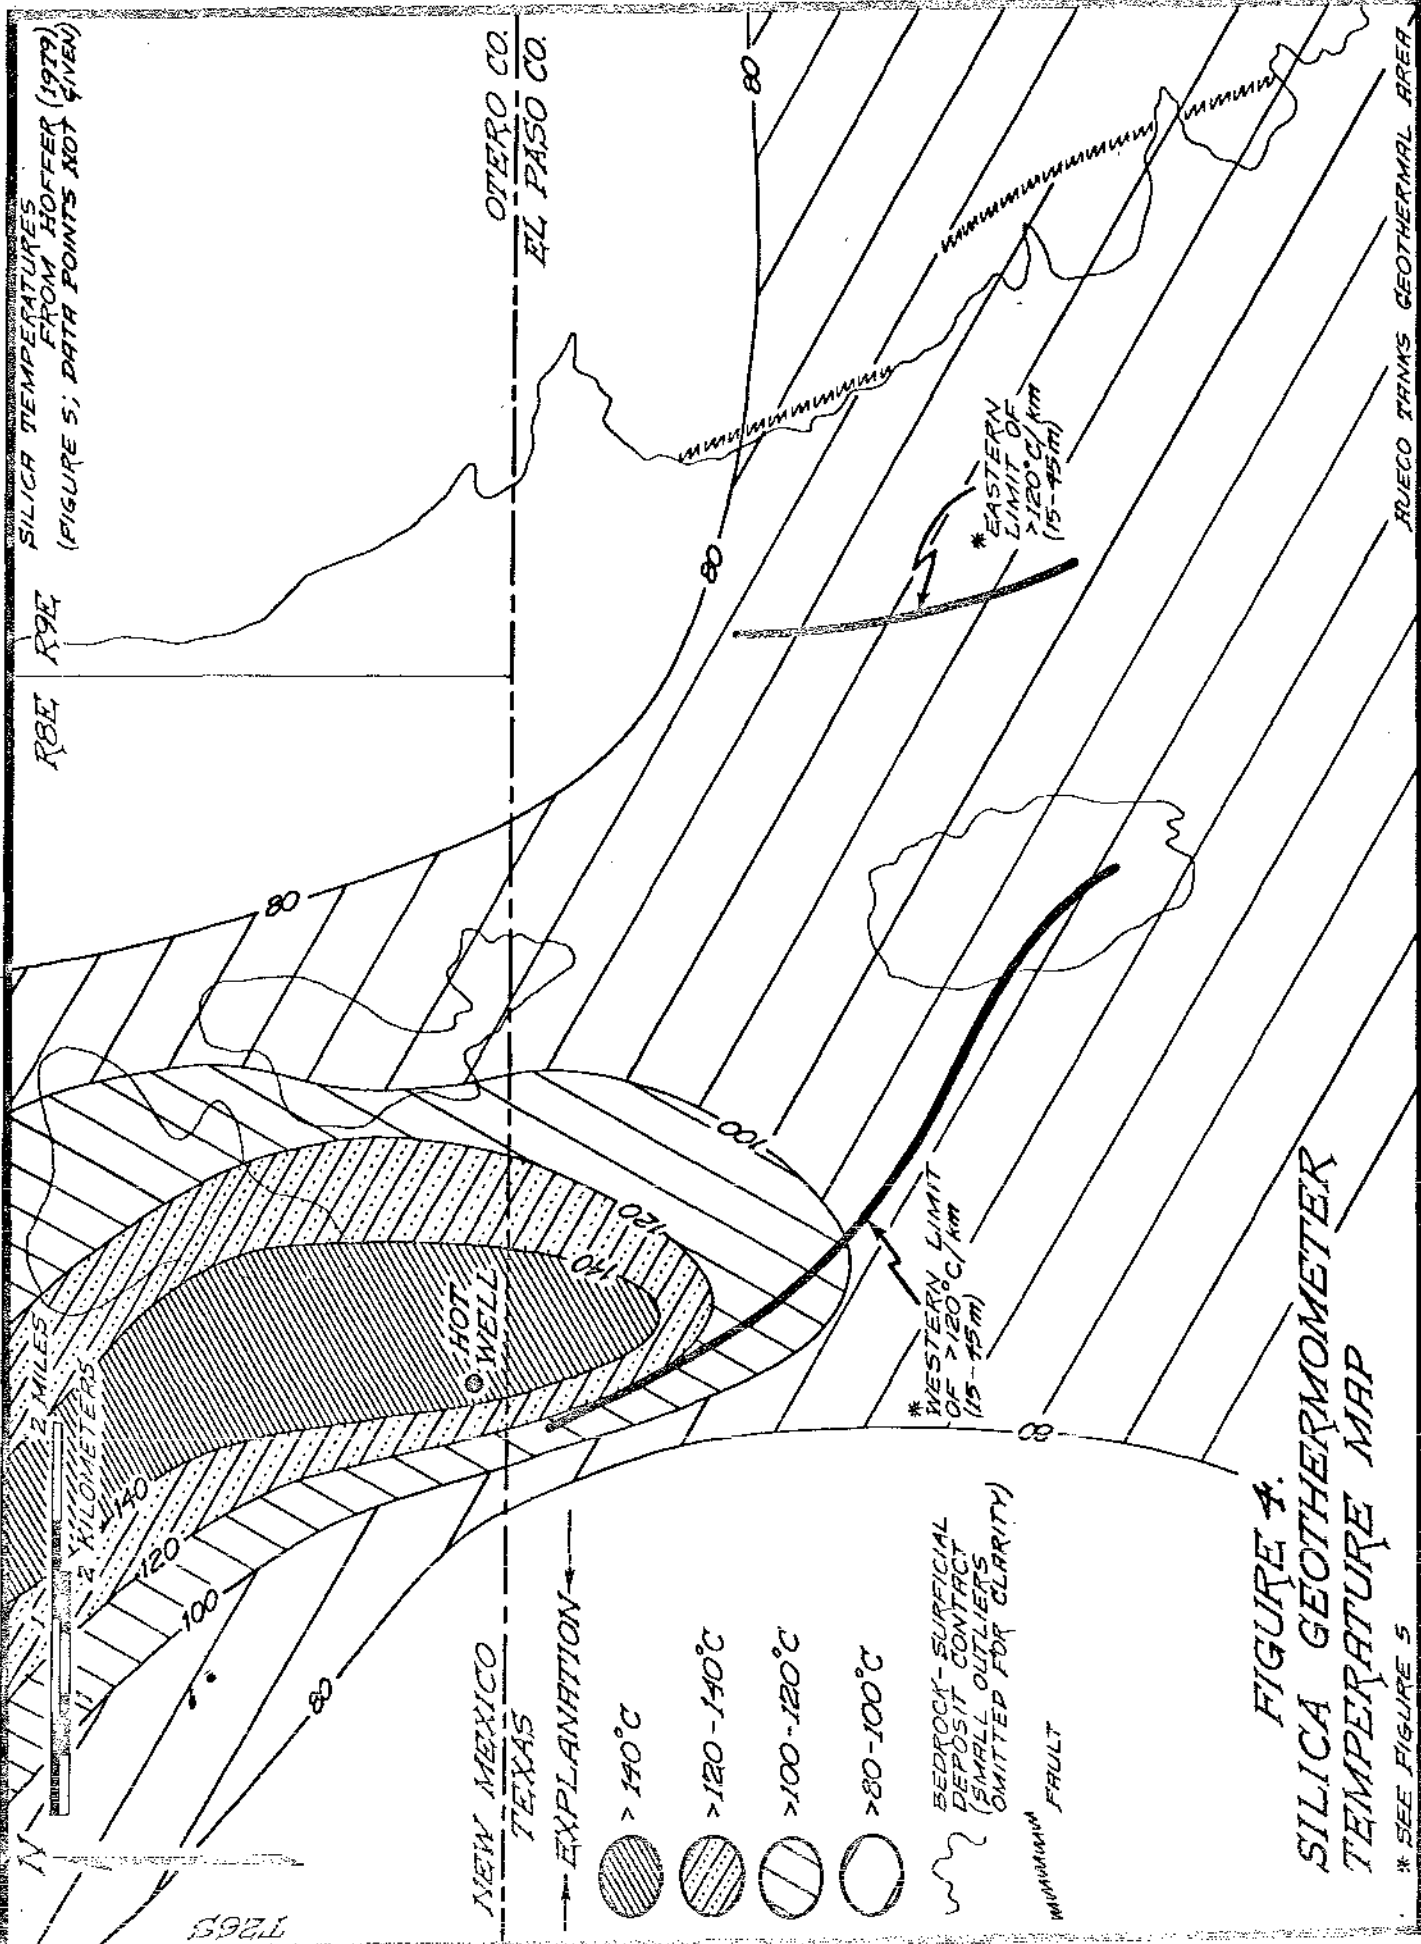 SILICA TEMPERATURES
FROM HOFFER (1979)
(FIGURE 5; DATA POINTS NOT GIVEN)
R8E R9E
N
1 2 MILES
2 KILOMETERS
T26S
OTERO CO.
EL PASO CO.
NEW MEXICO
TEXAS
HOT
WELL
140
140
120
120
100
100
80
80
80
80
80
* EASTERN
LIMIT OF
>120°C/km
(15-45m)
* WESTERN LIMIT
OF >120°C/km
(15-45m)
EXPLANATION
> 140°C
>120-140°C
>100-120°C
>80-100°C
BEDROCK-SURFICIAL
DEPOSIT CONTACT
(SMALL OUTLIERS
OMITTED FOR CLARITY)
FAULT
FIGURE 4.
SILICA GEOTHERMOMETER
TEMPERATURE MAP
* SEE FIGURE 5
HUECO TANKS GEOTHERMAL AREA